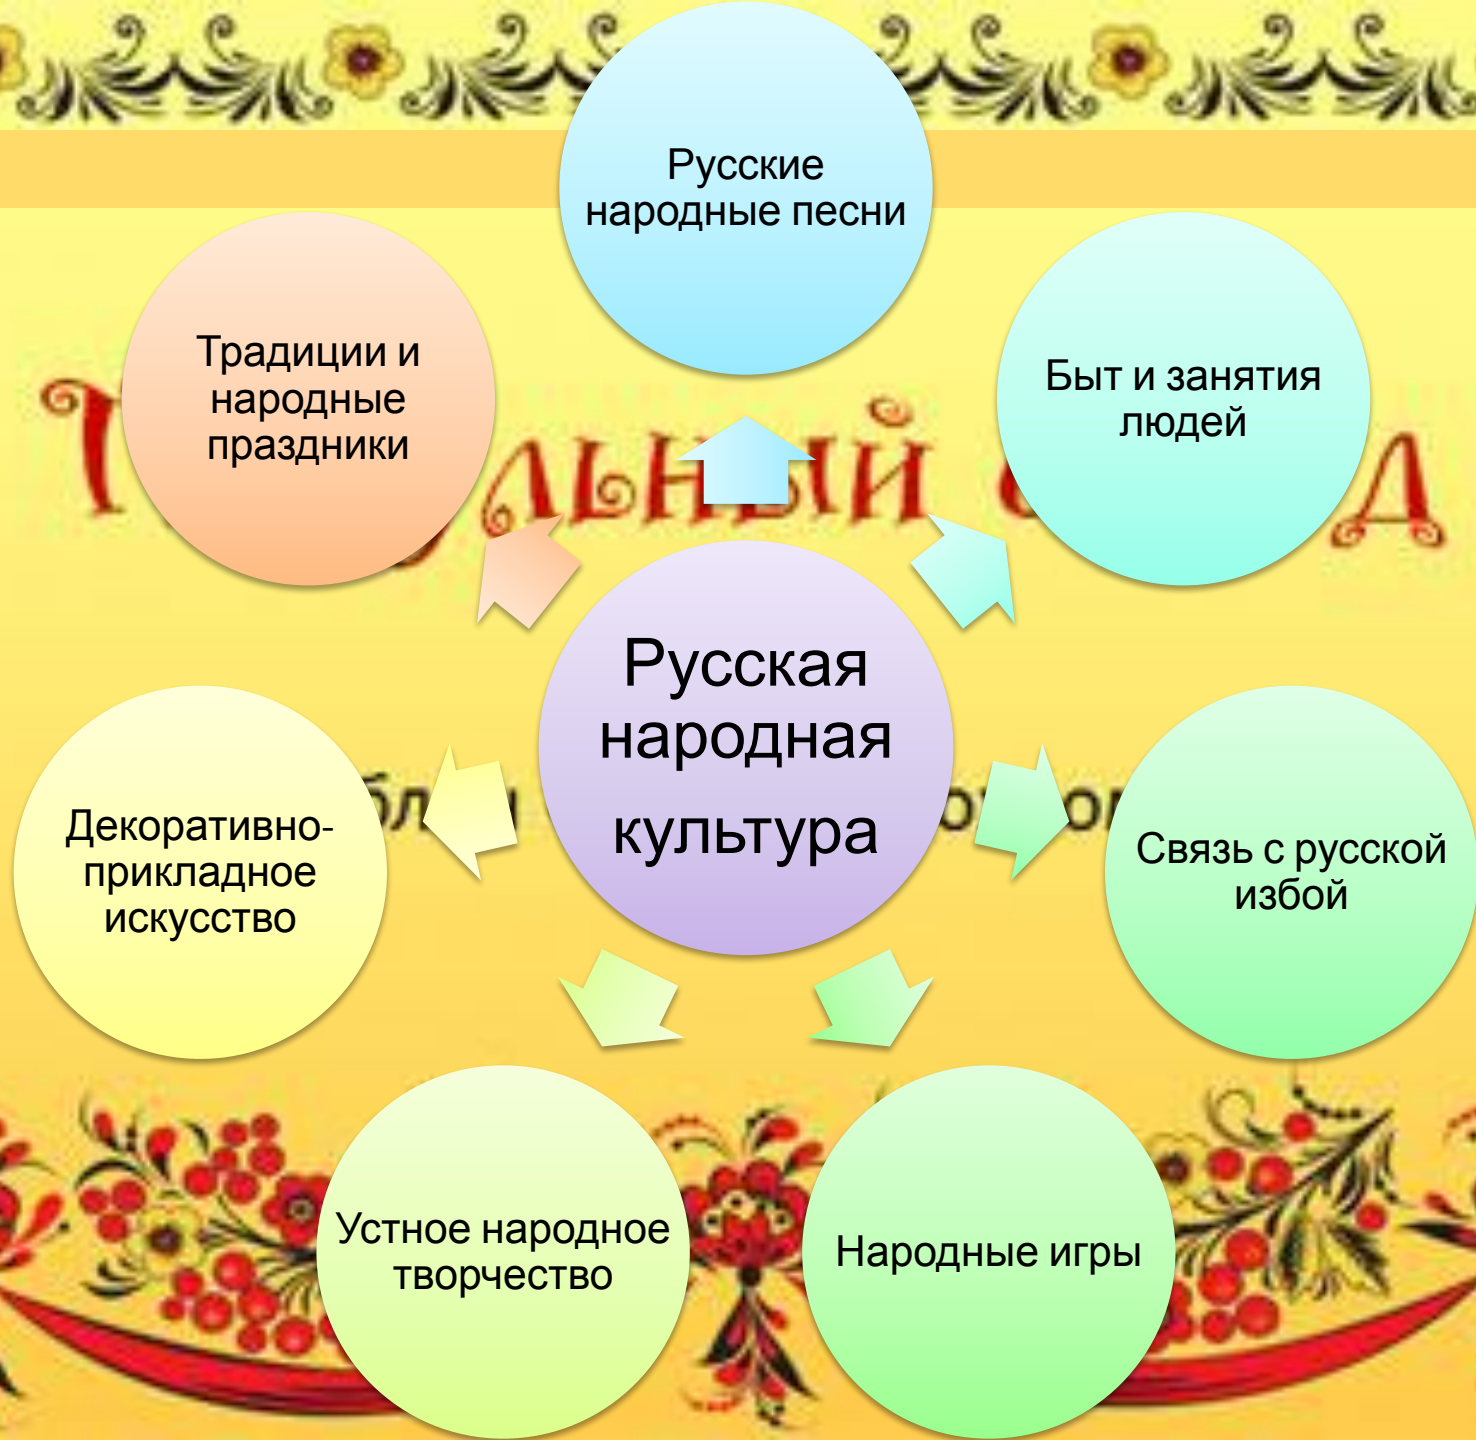 Русские
народные песни
Традиции и
народные
праздники
Быт и занятия
людей
Русская
народная
культура
Декоративно-
прикладное
искусство
Связь с русской
избой
Устное народное
творчество
Народные игры